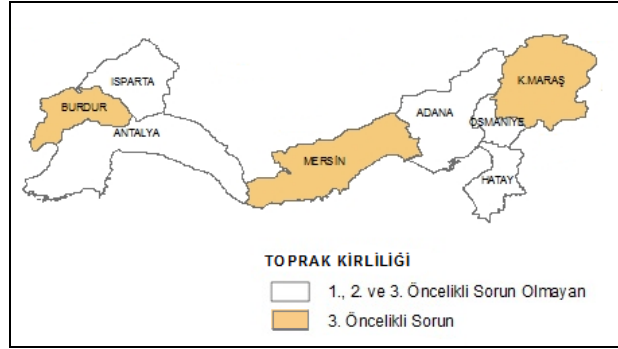 ISPARTA
K.MARAŞ
BURDUR
ADANA
OSMANİYE
ANTALYA
MERSİN
HATAY
TOPRAK KİRLİLİĞİ
1., 2. ve 3. Öncelikli Sorun Olmayan
3. Öncelikli Sorun